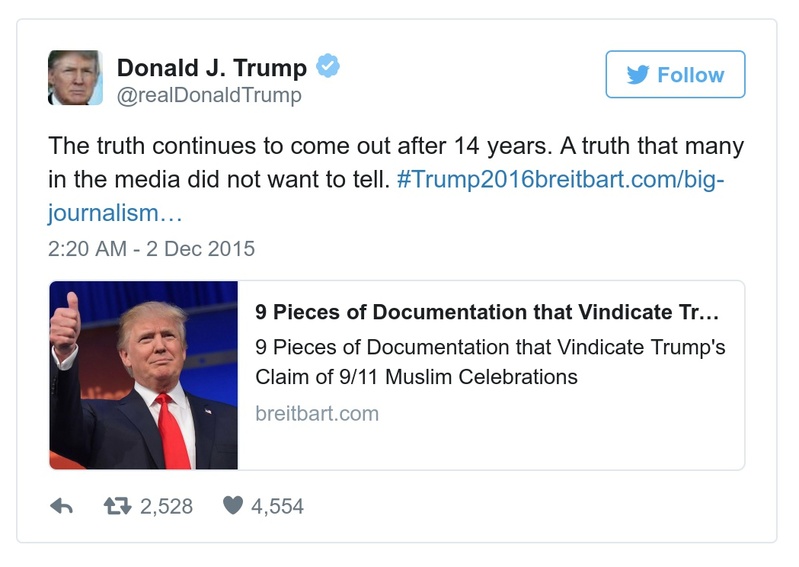 Donald J. Trump
@realDonaldTrump
Follow
The truth continues to come out after 14 years. A truth that many
in the media did not want to tell. #Trump2016breitbart.com/big-
journalism…
2:20 AM - 2 Dec 2015
9 Pieces of Documentation that Vindicate Tr…
9 Pieces of Documentation that Vindicate Trump's
Claim of 9/11 Muslim Celebrations
breitbart.com
2,528 4,554